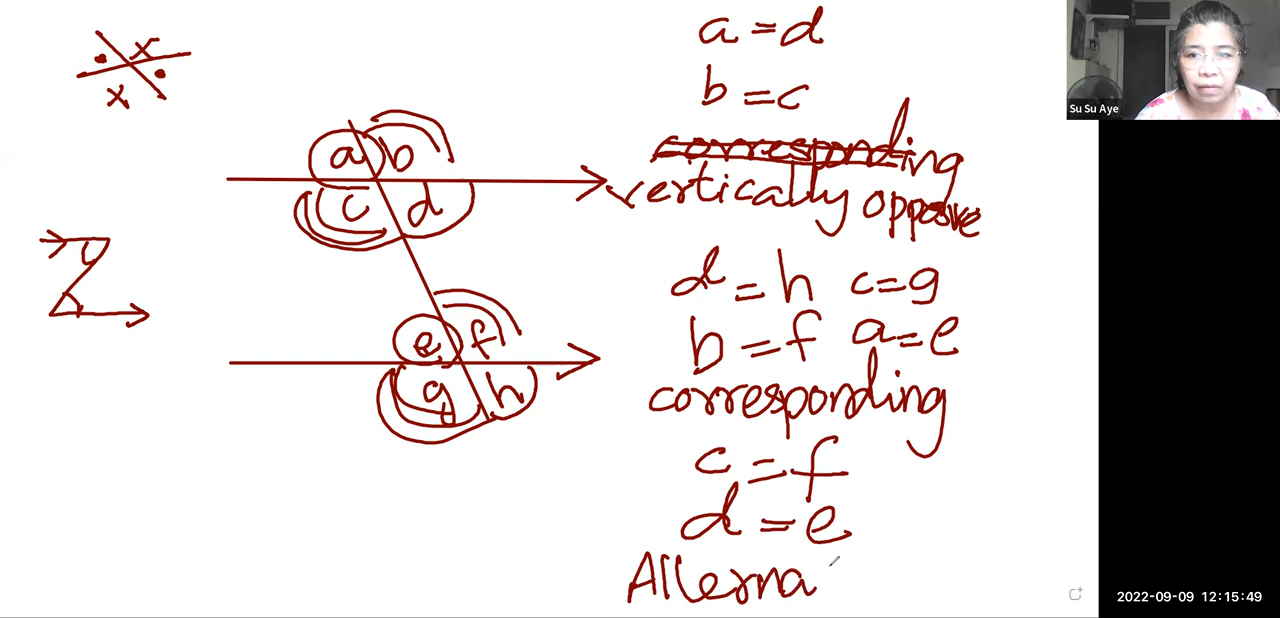 x
x
a b
c d
e f
g h
a = d
b = c
corresponding
vertically opposite
d = h c = g
b = f a = e
corresponding
c = f
d = e
Alterna
Su Su Aye
2022-09-09 12:15:49